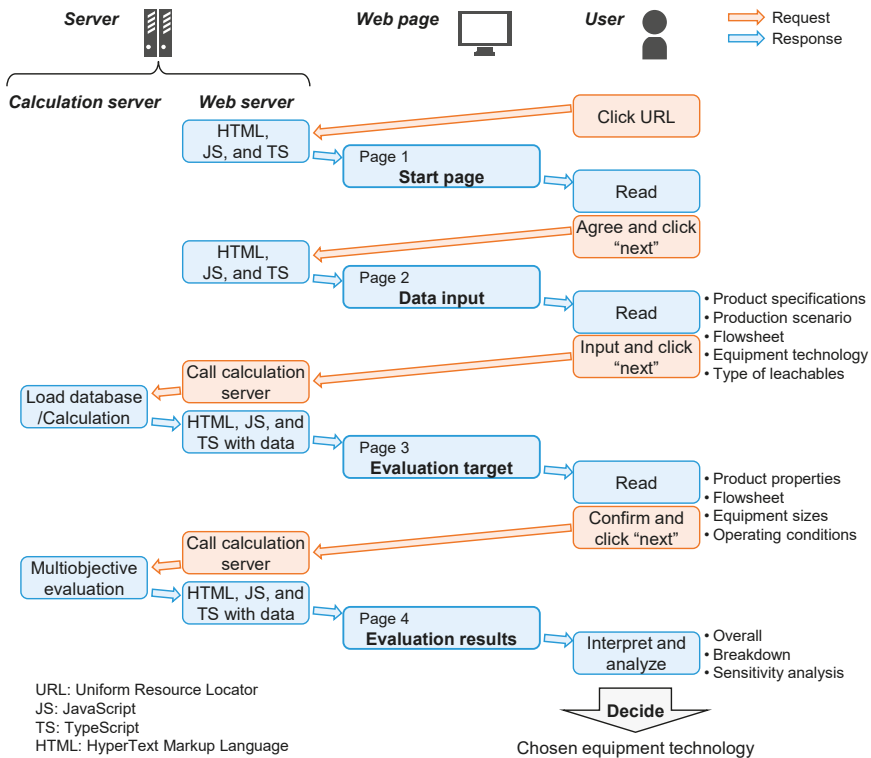 Server
Web page
User
Request
Response
Calculation server
Web server
Click URL
HTML,
JS, and TS
Page 1
Start page
Read
Agree and click
“next”
HTML,
JS, and TS
Page 2
Data input
Read
• Product specifications
• Production scenario
• Flowsheet
• Equipment technology
• Type of leachables
Input and click
“next”
Call calculation
server
Load database
/Calculation
HTML, JS, and
TS with data
Page 3
Evaluation target
Read
• Product properties
• Flowsheet
• Equipment sizes
• Operating conditions
Confirm and
click “next”
Call calculation
server
Multiobjective
evaluation
HTML, JS, and
TS with data
Page 4
Evaluation results
Interpret and
analyze
• Overall
• Breakdown
• Sensitivity analysis
Decide
Chosen equipment technology
URL: Uniform Resource Locator
JS: JavaScript
TS: TypeScript
HTML: HyperText Markup Language